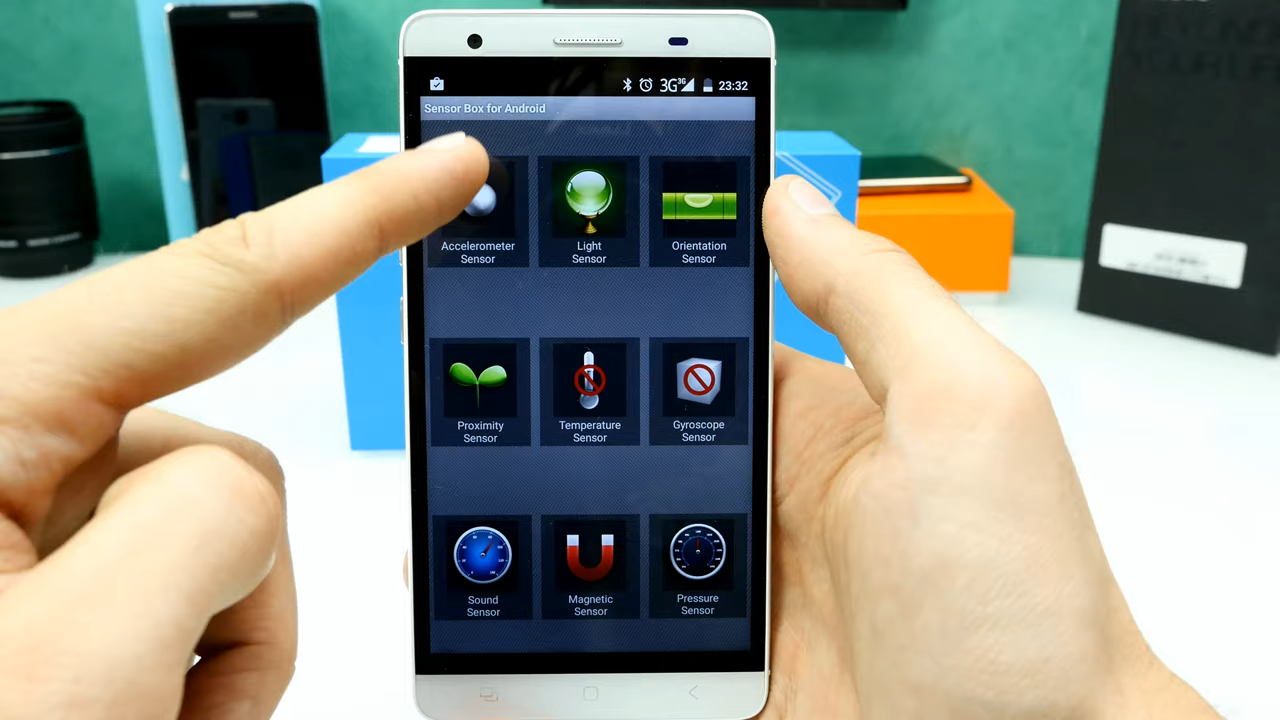 3G 3G 23:32
Sensor Box for Android
Accelerometer
Sensor
Light
Sensor
Orientation
Sensor
Proximity
Sensor
Temperature
Sensor
Gyroscope
Sensor
Sound
Sensor
Magnetic
Sensor
Pressure
Sensor